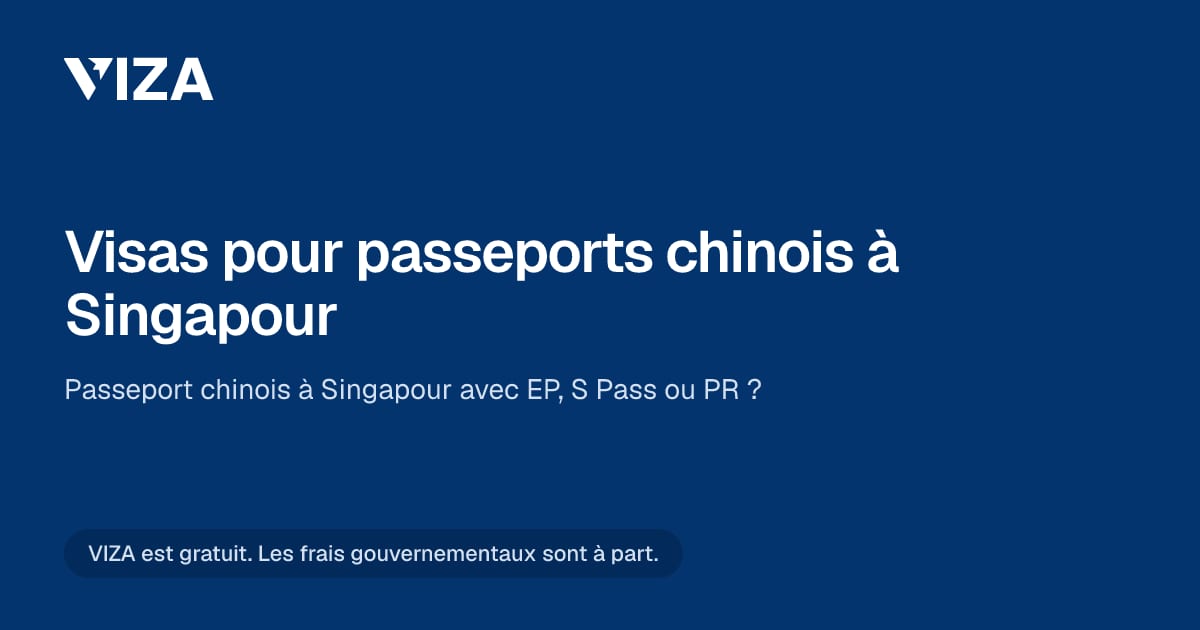 VIZA
Visas pour passeports chinois à
Singapour
Passeport chinois à Singapour avec EP, S Pass ou PR ?
VIZA est gratuit. Les frais gouvernementaux sont à part.